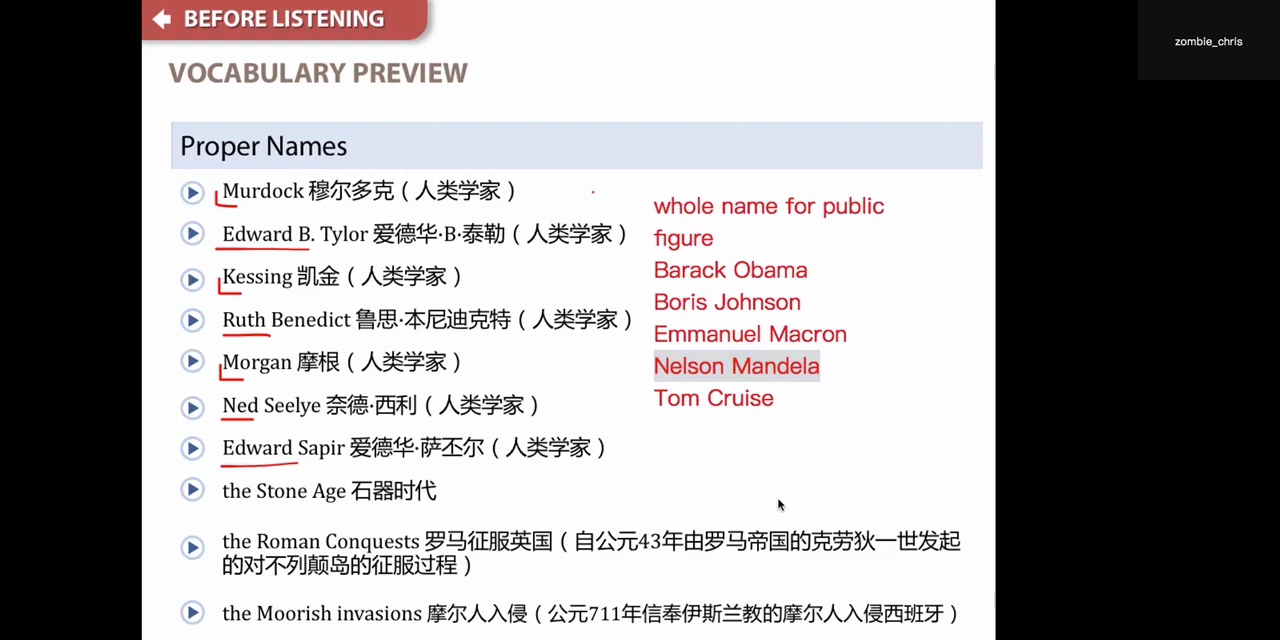 BEFORE LISTENING
zombie_chris
VOCABULARY PREVIEW
Proper Names
Murdock 穆尔多克（人类学家）
Edward B. Tylor 爱德华·B·泰勒（人类学家）
Kessing 凯金（人类学家）
Ruth Benedict 鲁思·本尼迪克特（人类学家）
Morgan 摩根（人类学家）
Ned Seelye 奈德·西利（人类学家）
Edward Sapir 爱德华·萨丕尔（人类学家）
the Stone Age 石器时代
the Roman Conquests 罗马征服英国（自公元43年由罗马帝国的克劳狄一世发起
的对不列颠岛的征服过程）
the Moorish invasions 摩尔人入侵（公元711年信奉伊斯兰教的摩尔人入侵西班牙）
whole name for public
figure
Barack Obama
Boris Johnson
Emmanuel Macron
Nelson Mandela
Tom Cruise